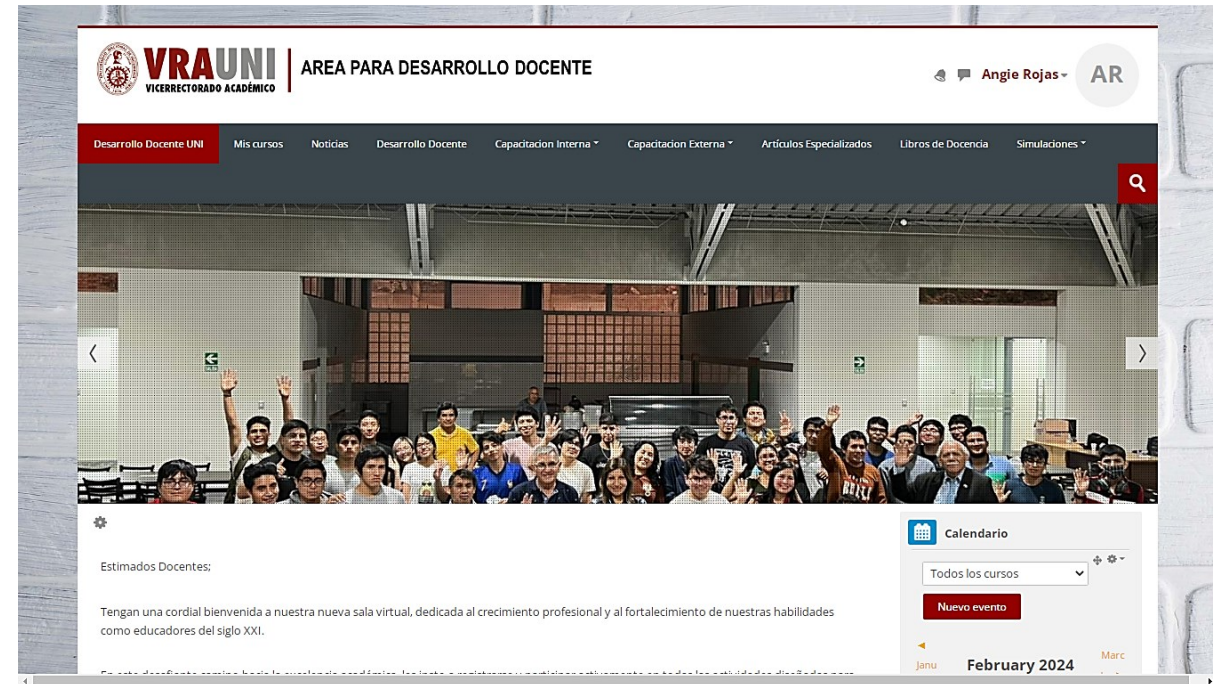 VRAUNI
VICERRECTORADO ACADÉMICO
AREA PARA DESARROLLO DOCENTE
Angie Rojas
AR
Desarrollo Docente UNI
Mis cursos
Noticias
Desarrollo Docente
Capacitacion Interna
Capacitacion Externa
Artículos Especializados
Libros de Docencia
Simulaciones
Estimados Docentes;
Tengan una cordial bienvenida a nuestra nueva sala virtual, dedicada al crecimiento profesional y al fortalecimiento de nuestras habilidades
como educadores del siglo XXI.
Calendario
Todos los cursos
Nuevo evento
Janu
February 2024
Marc